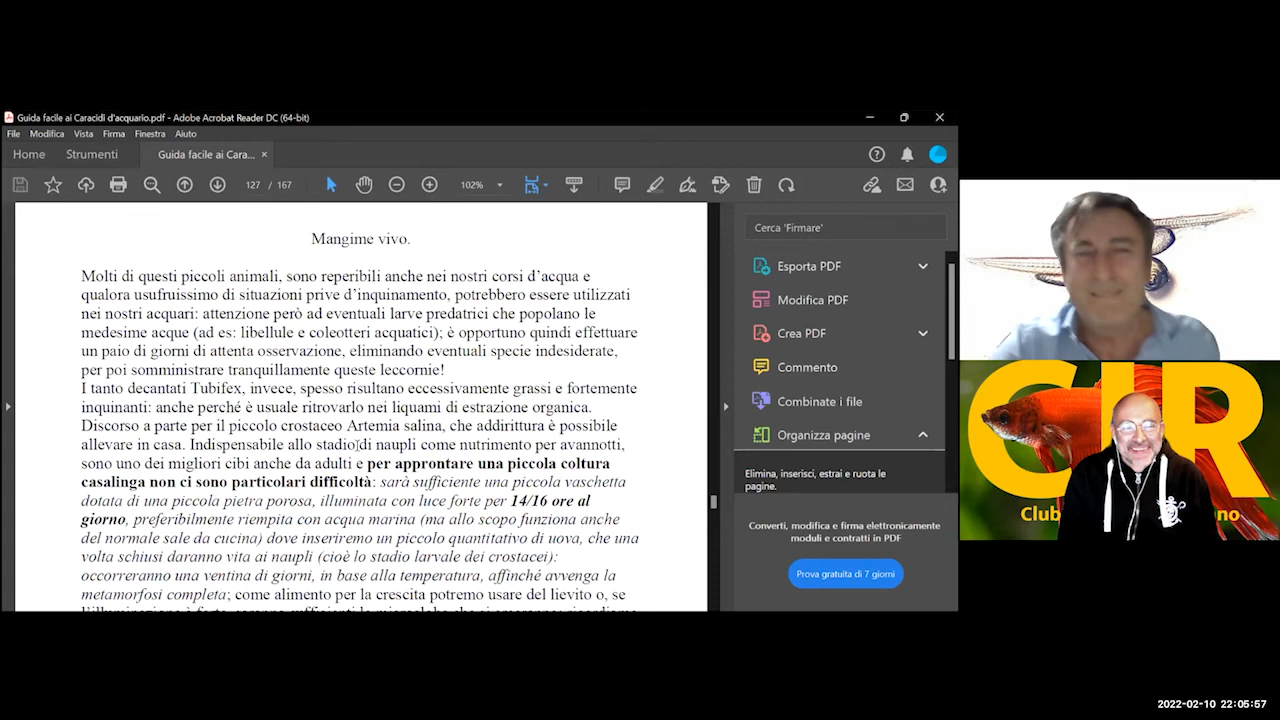 Guida facile ai Caracidi d'acquario.pdf - Adobe Acrobat Reader DC (64-bit)
File Modifica Vista Firma Finestra Aiuto
Home Strumenti Guida facile ai Cara... ×
127 / 167 102%
Mangime vivo.
Molti di questi piccoli animali, sono reperibili anche nei nostri corsi d'acqua e
qualora usufruissimo di situazioni prive d'inquinamento, potrebbero essere utilizzati
nei nostri acquari: attenzione però ad eventuali larve predatrici che popolano le
medesime acque (ad es: libellule e coleotteri acquatici); è opportuno quindi effettuare
un paio di giorni di attenta osservazione, eliminando eventuali specie indesiderate,
per poi somministrare tranquillamente queste leccornie!
I tanto decantati Tubifex, invece, spesso risultano eccessivamente grassi e fortemente
inquinanti: anche perché è usuale ritrovarlo nei liquami di estrazione organica.
Discorso a parte per il piccolo crostaceo Artemia salina, che addirittura è possibile
allevare in casa. Indispensabile allo stadio di naupli come nutrimento per avannotti,
sono uno dei migliori cibi anche da adulti e per approntare una piccola coltura
casalinga non ci sono particolari difficoltà: sarà sufficiente una piccola vaschetta
dotata di una piccola pietra porosa, illuminata con luce forte per 14/16 ore al
giorno, preferibilmente riempita con acqua marina (ma allo scopo funziona anche
del normale sale da cucina) dove inseriremo un piccolo quantitativo di uova, che una
volta schiusi daranno vita ai naupli (cioè lo stadio larvale dei crostacei):
occorreranno una ventina di giorni, in base alla temperatura, affinché avvenga la
metamorfosi completa; come alimento per la crescita potremo usare del lievito o, se
Cerca 'Firmare'
Esporta PDF
Modifica PDF
Crea PDF
Commento
Combinate i file
Organizza pagine
Elimina, inserisci, estrai e ruota le
pagine.
Converti, modifica e firma elettronicamente
moduli e contratti in PDF
Prova gratuita di 7 giorni
CIR
Club no
2022-02-10 22:05:57